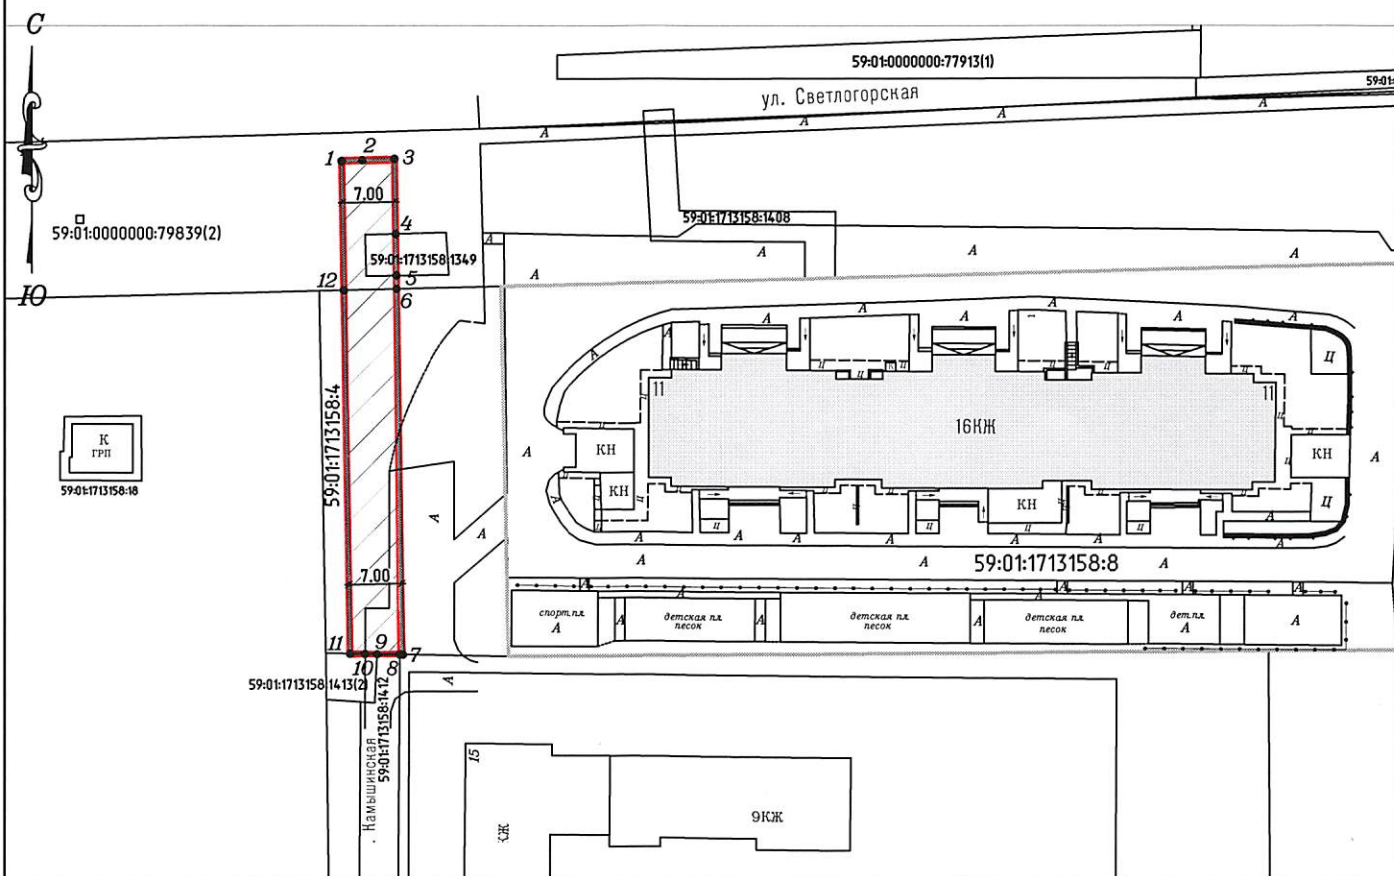 С
59:01:0000000:77913(1)
59:01:
ул. Светлогорская
А
А
А
А
1
2
3
7.00
59:01:1713158:1408
59:01:0000000:79839(2)
4
59:01:1713158:1349
А
А
А
А
А
12
5
6
Ю
А
А
А
А
А
А
А
1
Ц
Ц
Ц
Ц
К
Ц
Ц
Ц
11
11
59:01:1713158:4
16КЖ
К
ГРП
КН
КН
А
А
КН
КН
Ц
59:01:1713158:18
А
А
А
А
А
А
А
А
А
А
А
59:01:1713158:8
А
7.00
А
А
А
А
А
спорт.пл.
А
А
детская пл.
песок
А
детская пл.
песок
А
детская пл.
песок
дет.пл.
А
А
11
10
9
8
7
59:01:1713158:1413(2)
59:01:1713158:1412
А
Камышинская
15
КЖ
9КЖ